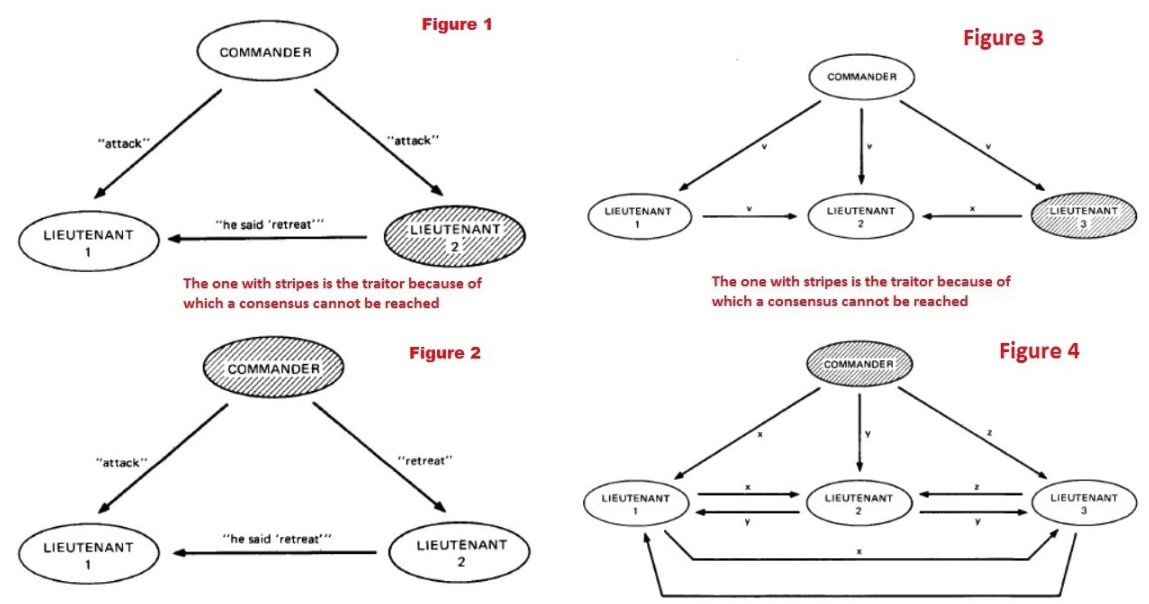 Figure 1
COMMANDER
"attack"
"attack"
"he said 'retreat'"
LIEUTENANT
1
LIEUTENANT
2
The one with stripes is the traitor because of
which a consensus cannot be reached
Figure 2
COMMANDER
"attack"
"retreat"
"he said 'retreat'"
LIEUTENANT
1
LIEUTENANT
2
Figure 3
COMMANDER
v
v
v
LIEUTENANT
1
v
LIEUTENANT
2
x
LIEUTENANT
3
The one with stripes is the traitor because of
which a consensus cannot be reached
Figure 4
COMMANDER
x
y
z
LIEUTENANT
1
x
y
LIEUTENANT
2
z
y
LIEUTENANT
3
x